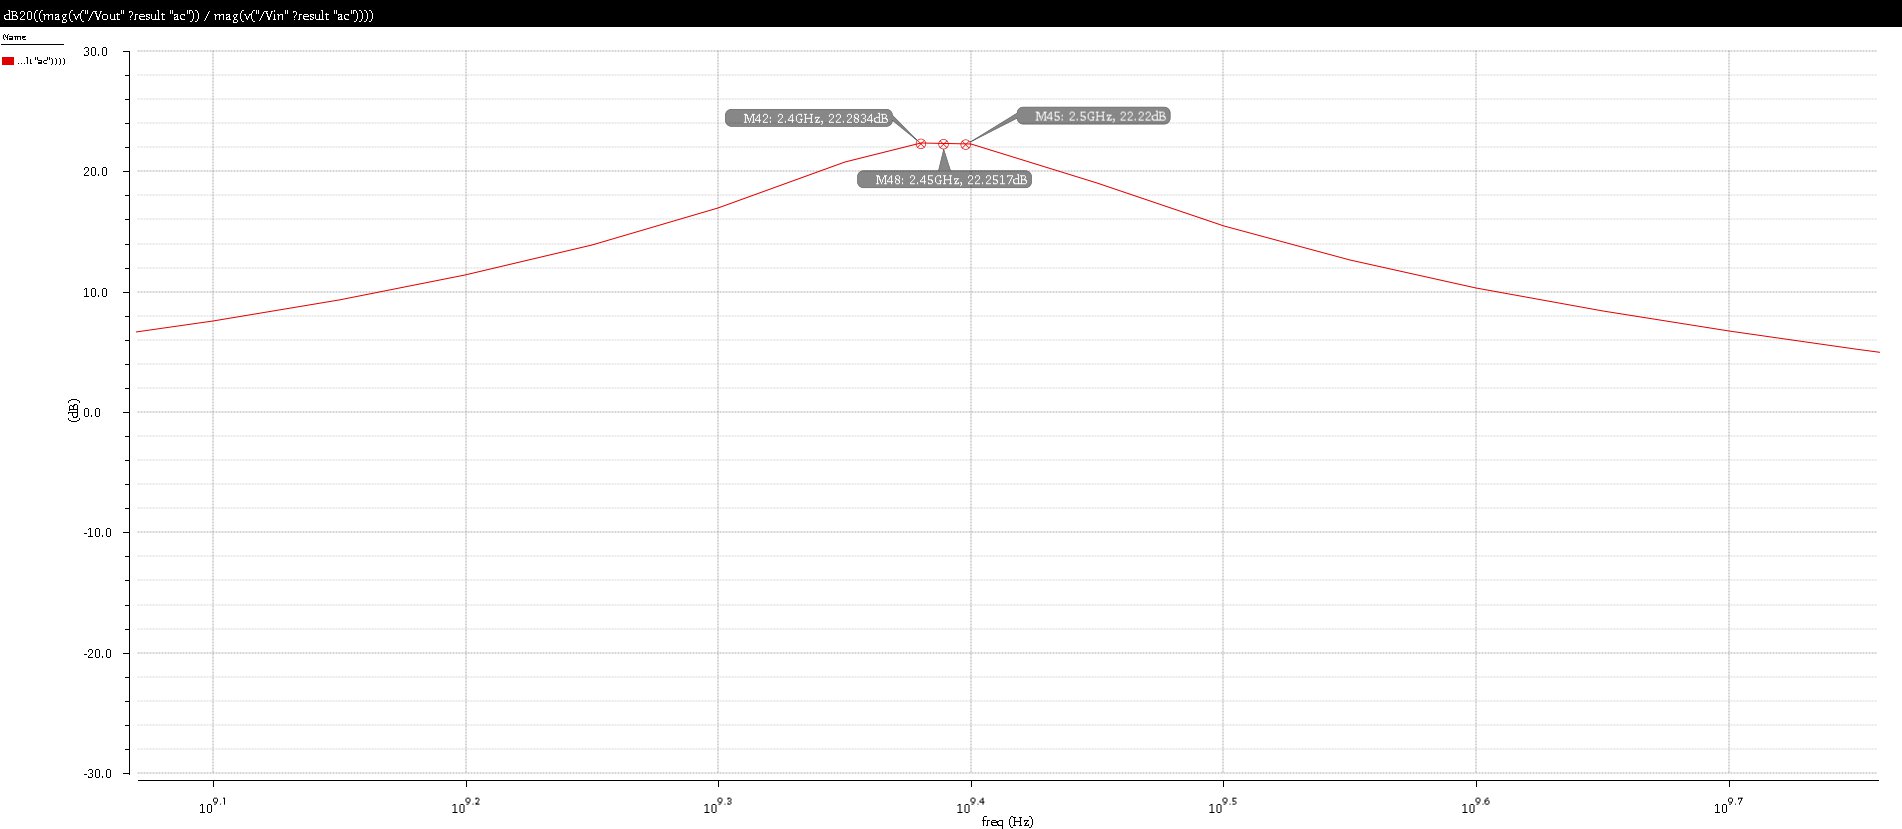 dB20((mag(v("/Vout" ?result "ac")) / mag(v("/Vin" ?result "ac"))))
Name
...lt "ac"))))
30.0
20.0
10.0
0.0
-10.0
-20.0
-30.0
(dB)
M42: 2.4GHz, 22.2834dB
M45: 2.5GHz, 22.22dB
M48: 2.45GHz, 22.2517dB
10^9.1 10^9.2 10^9.3 10^9.4 10^9.5 10^9.6 10^9.7
freq (Hz)